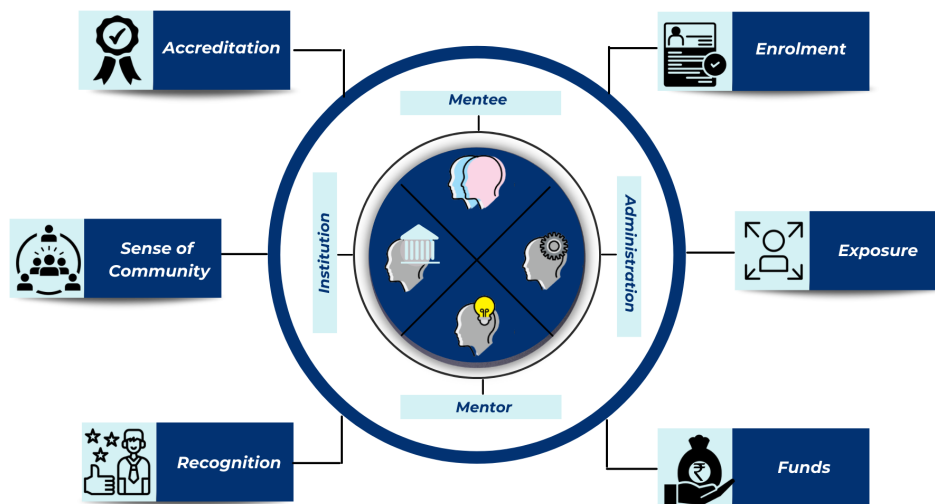 Accreditation
Enrolment
Mentee
Institution
Administration
Sense of
Community
Exposure
Mentor
Recognition
Funds
₹